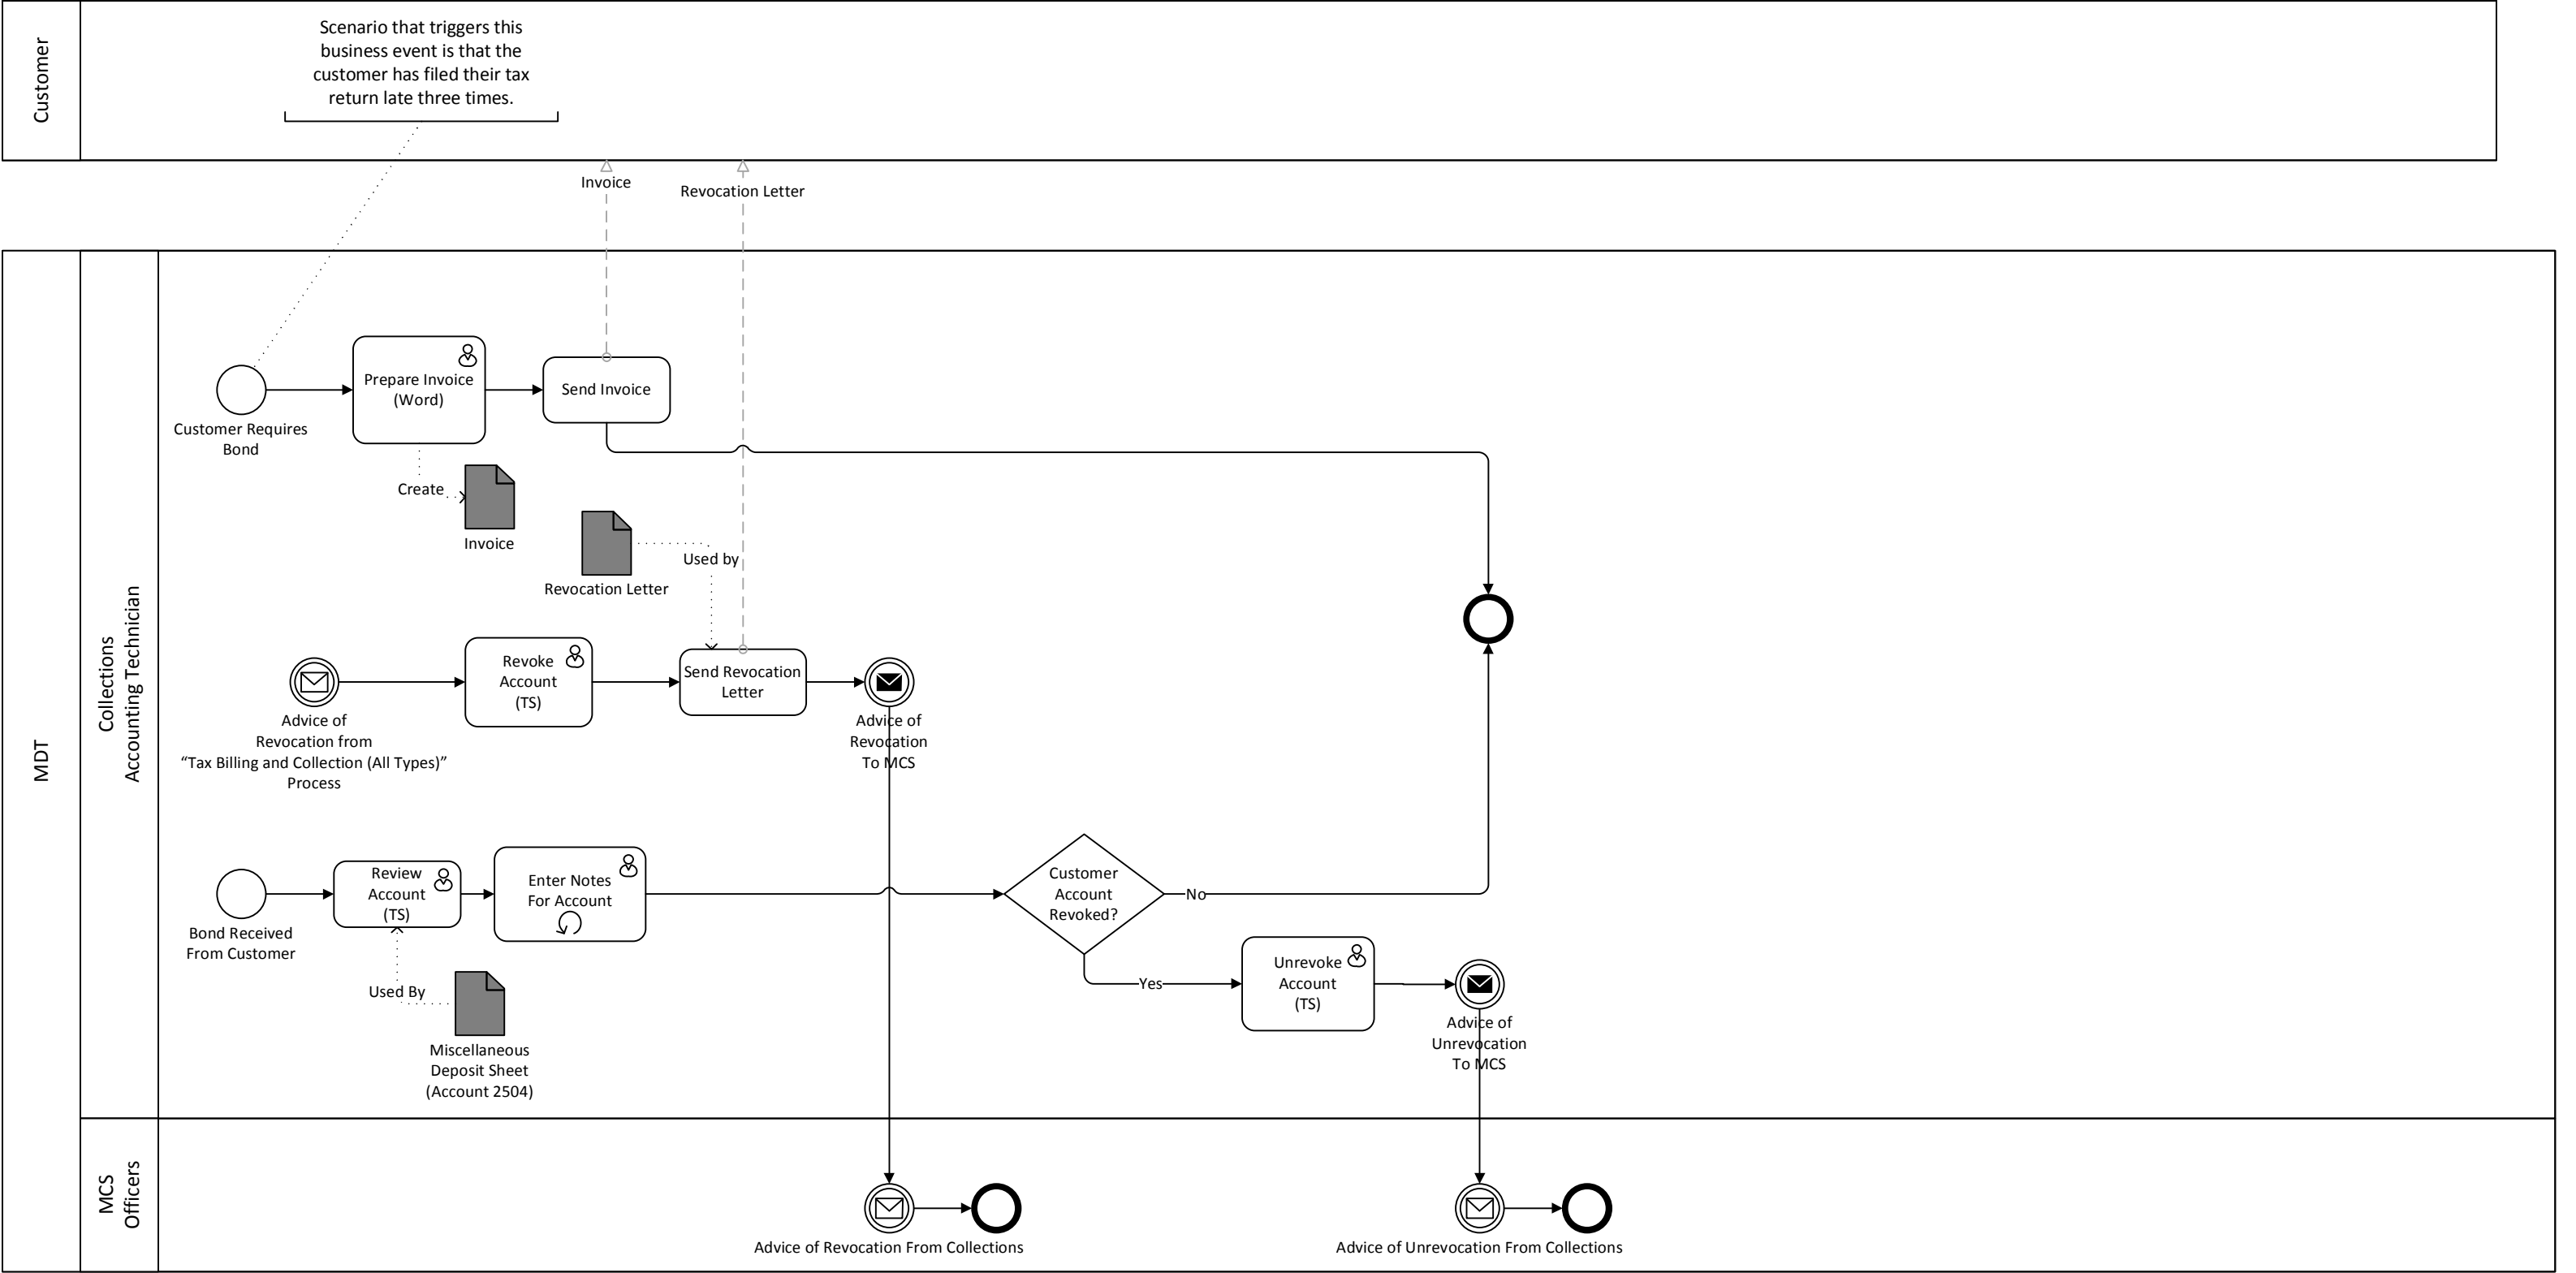 Customer
Scenario that triggers this
business event is that the
customer has filed their tax
return late three times.
Invoice
Revocation Letter
MDT
Collections
Accounting Technician
Customer Requires
Bond
Prepare Invoice
(Word)
Send Invoice
Create
Invoice
Revocation Letter
Used by
Advice of
Revocation from
“Tax Billing and Collection (All Types)”
Process
Revoke
Account
(TS)
Send Revocation
Letter
Advice of
Revocation
To MCS
Bond Received
From Customer
Review
Account
(TS)
Enter Notes
For Account
Used By
Miscellaneous
Deposit Sheet
(Account 2504)
Customer
Account
Revoked?
No
Yes
Unrevoke
Account
(TS)
Advice of
Unrevocation
To MCS
MCS
Officers
Advice of Revocation From Collections
Advice of Unrevocation From Collections